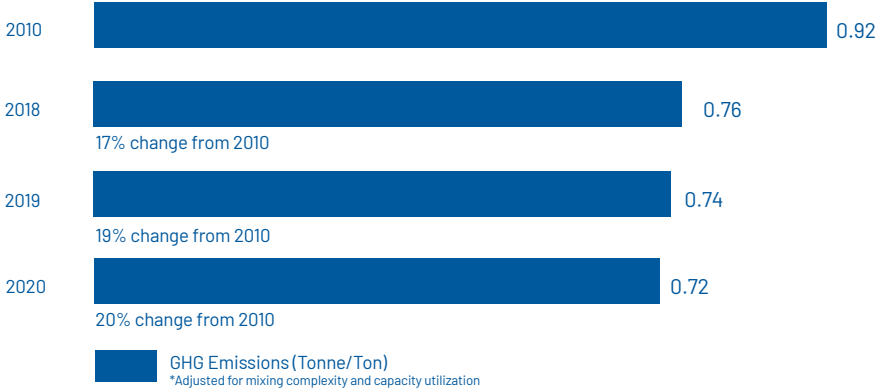 2010
0.92
2018
0.76
17% change from 2010
2019
0.74
19% change from 2010
2020
0.72
20% change from 2010
GHG Emissions (Tonne/Ton)
*Adjusted for mixing complexity and capacity utilization